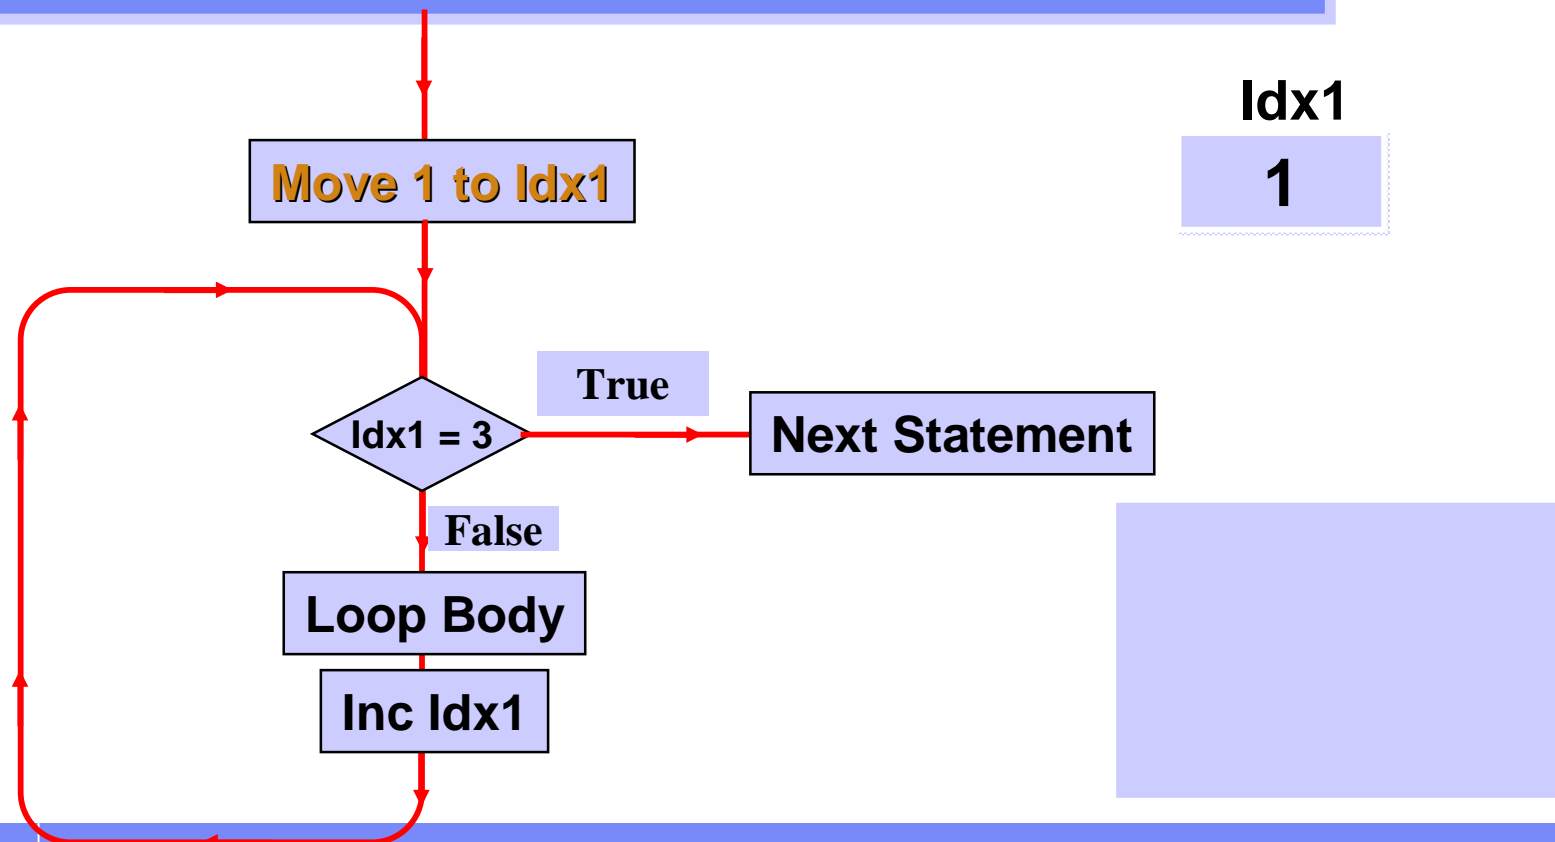 Idx1
1
Move 1 to Idx1
Idx1 = 3
True
Next Statement
False
Loop Body
Inc Idx1